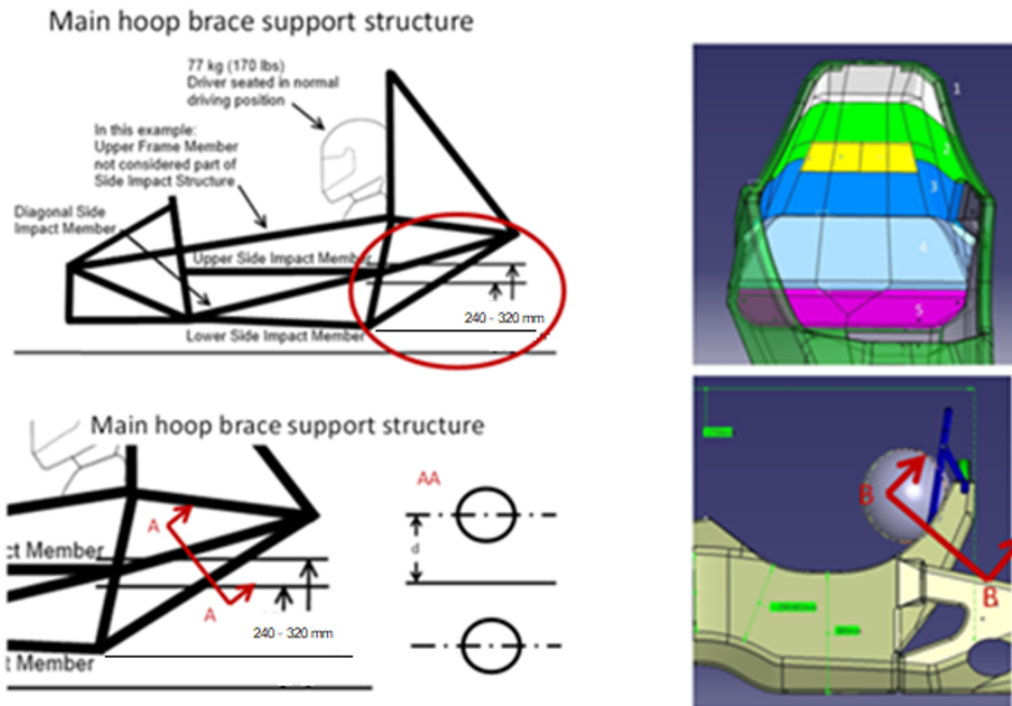 Main hoop brace support structure
77 kg (170 lbs)
Driver seated in normal
driving position
In this example:
Upper Frame Member
not considered part of
Side Impact Structure
Diagonal Side
Impact Member
Upper Side Impact Member
240 - 320 mm
Lower Side Impact Member
1
2
3
4
5
Main hoop brace support structure
AA
A
ct Member
d
A
240 - 320 mm
t Member
B
B